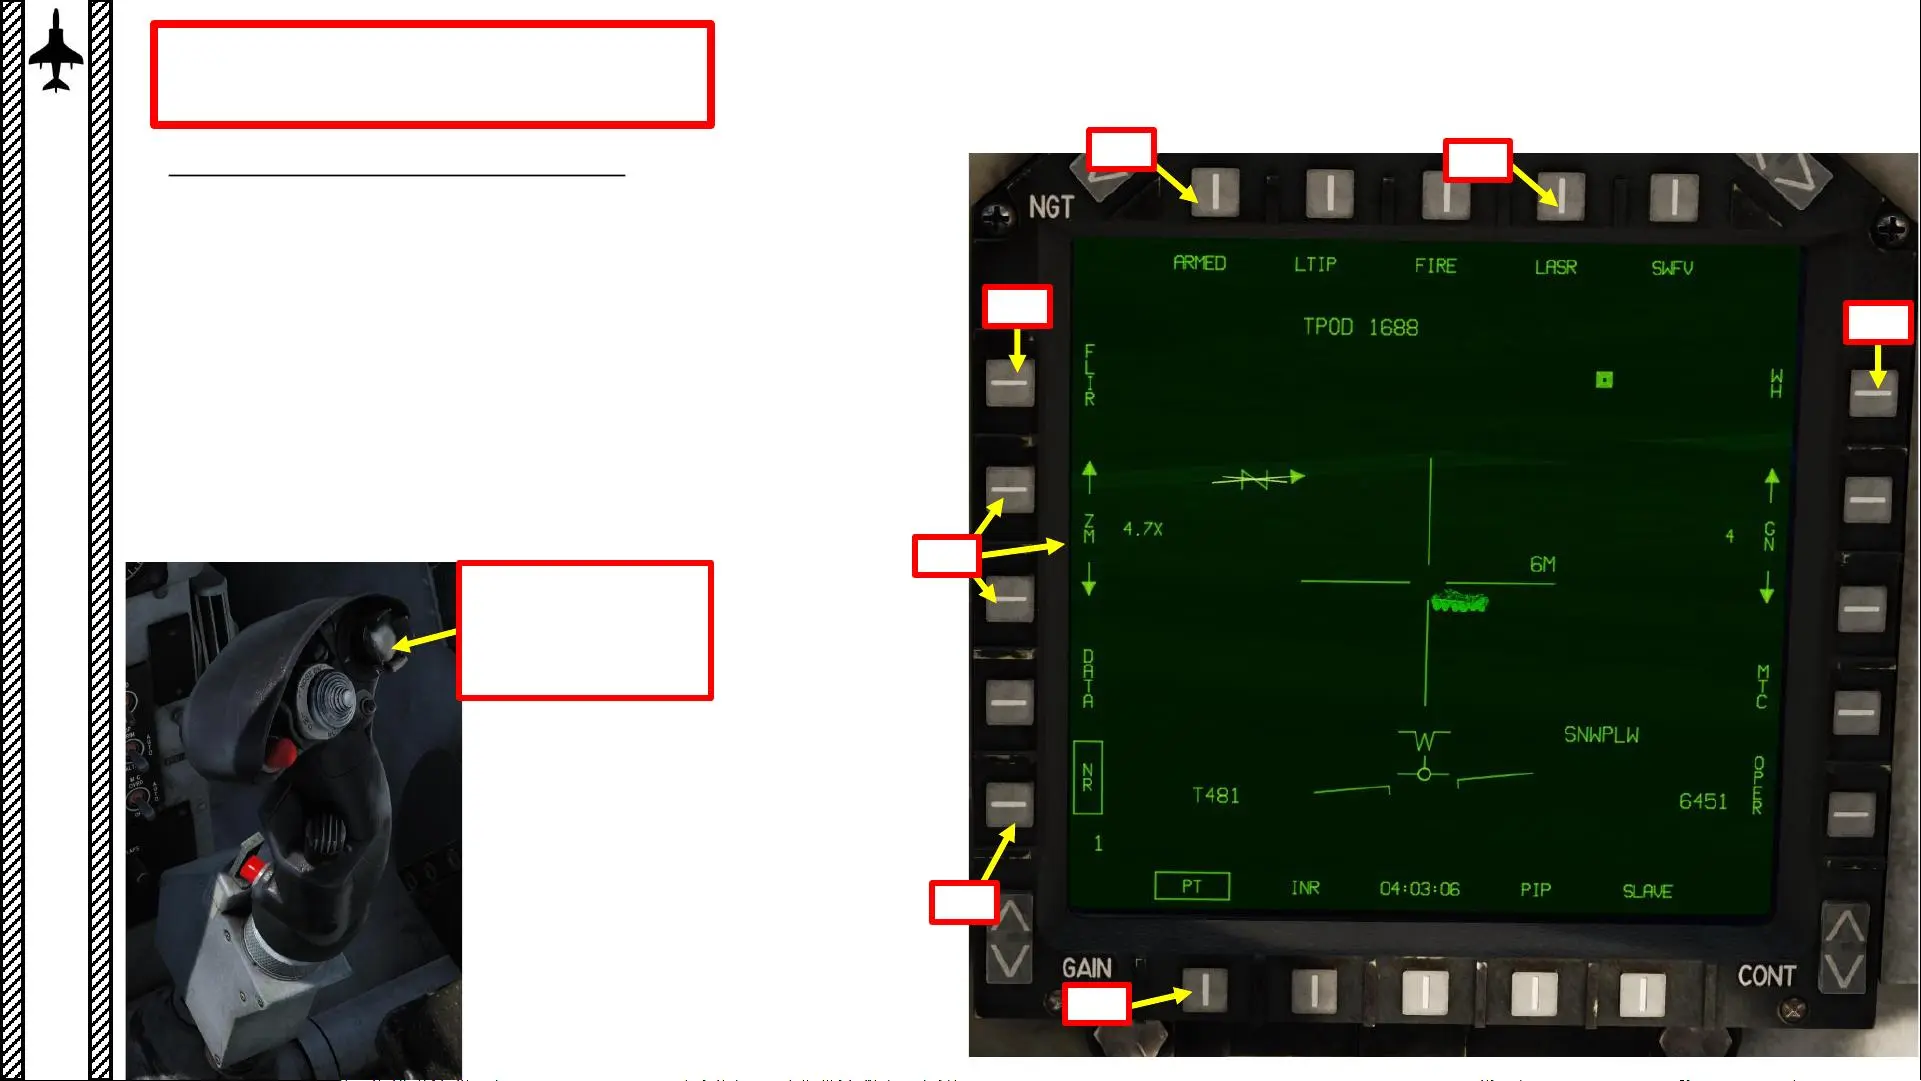 NGT
ARMED LTIP FIRE LASR SWFV
TPOD 1688
FLIR
WH
ZM
4.7X
4
GN
6M
DATA
MTC
SNWPLW
NR
T481
6451
OPER
1
PT INR 04:03:06 PIP SLAVE
GAIN
CONT
N
W